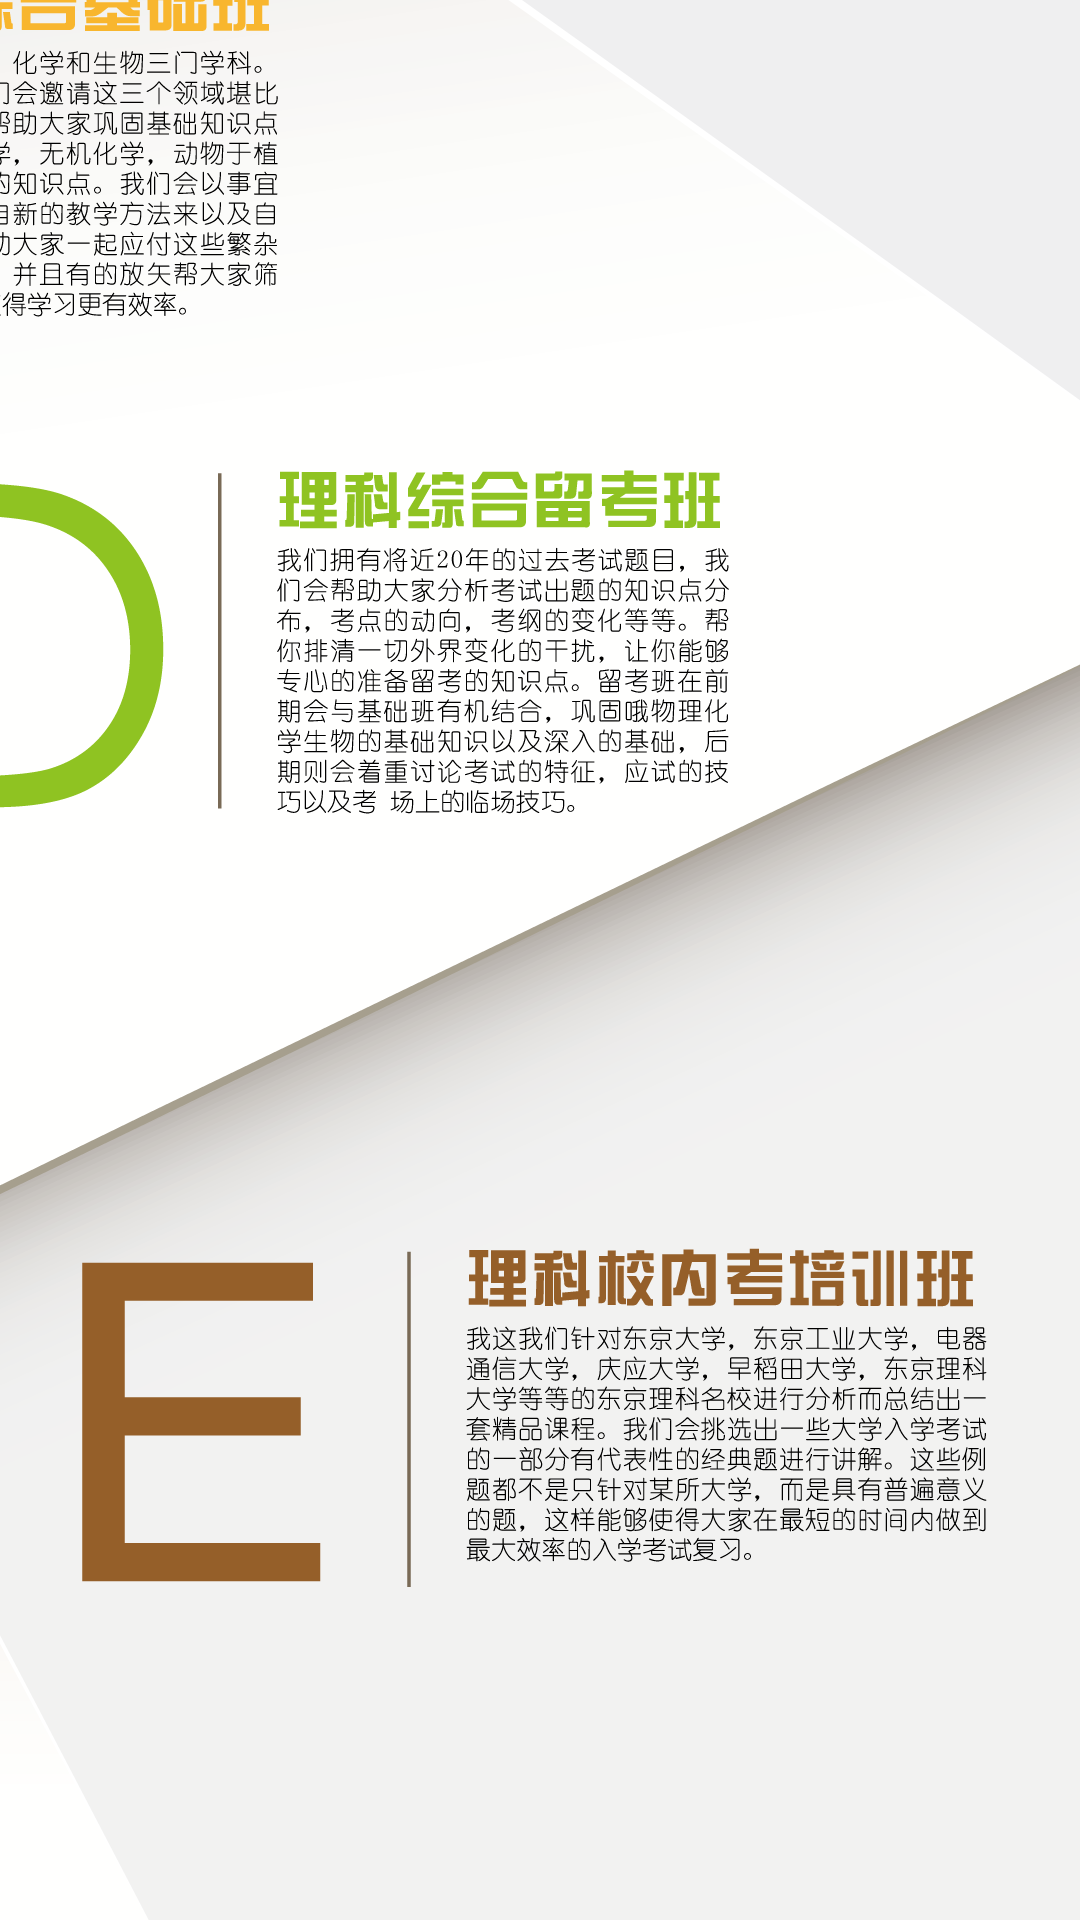 综合基础班
化学和生物三门学科。
们会邀请这三个领域堪比
帮助大家巩固基础知识点
学，无机化学，动物于植
的知识点。我们会以事宜
自新的教学方法来以及自
助大家一起应付这些繁杂
并且有的放矢帮大家筛
得学习更有效率。
D
理科综合留考班
我们拥有将近20年的过去考试题目，我
们会帮助大家分析考试出题的知识点分
布，考点的动向，考纲的变化等等。帮
你排清一切外界变化的干扰，让你能够
专心的准备留考的知识点。留考班在前
期会与基础班有机结合，巩固哦物理化
学生物的基础知识以及深入的基础，后
期则会着重讨论考试的特征，应试的技
巧以及考 场上的临场技巧。
E
理科校内考培训班
我这我们针对东京大学，东京工业大学，电器
通信大学，庆应大学，早稻田大学，东京理科
大学等等的东京理科名校进行分析而总结出一
套精品课程。我们会挑选出一些大学入学考试
的一部分有代表性的经典题进行讲解。这些例
题都不是只针对某所大学，而是具有普遍意义
的题，这样能够使得大家在最短的时间内做到
最大效率的入学考试复习。